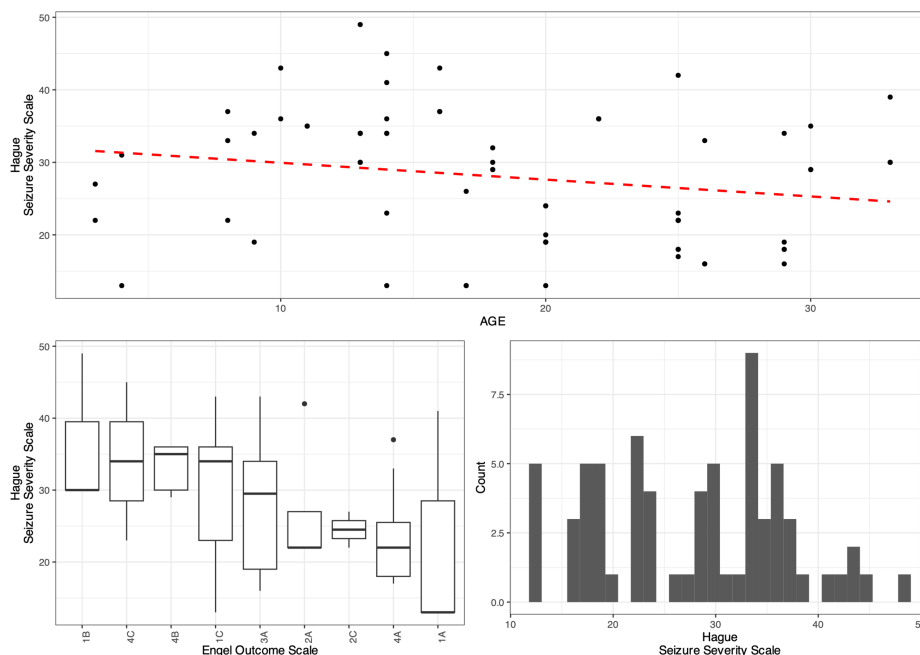 50
40
30
20
Hague
Seizure Severity Scale
10
20
30
AGE
50
40
30
20
Hague
Seizure Severity Scale
1B
4C
4B
1C
3A
2A
2C
4A
1A
Engel Outcome Scale
7.5
5.0
2.5
0.0
Count
10
20
30
40
Hague
Seizure Severity Scale